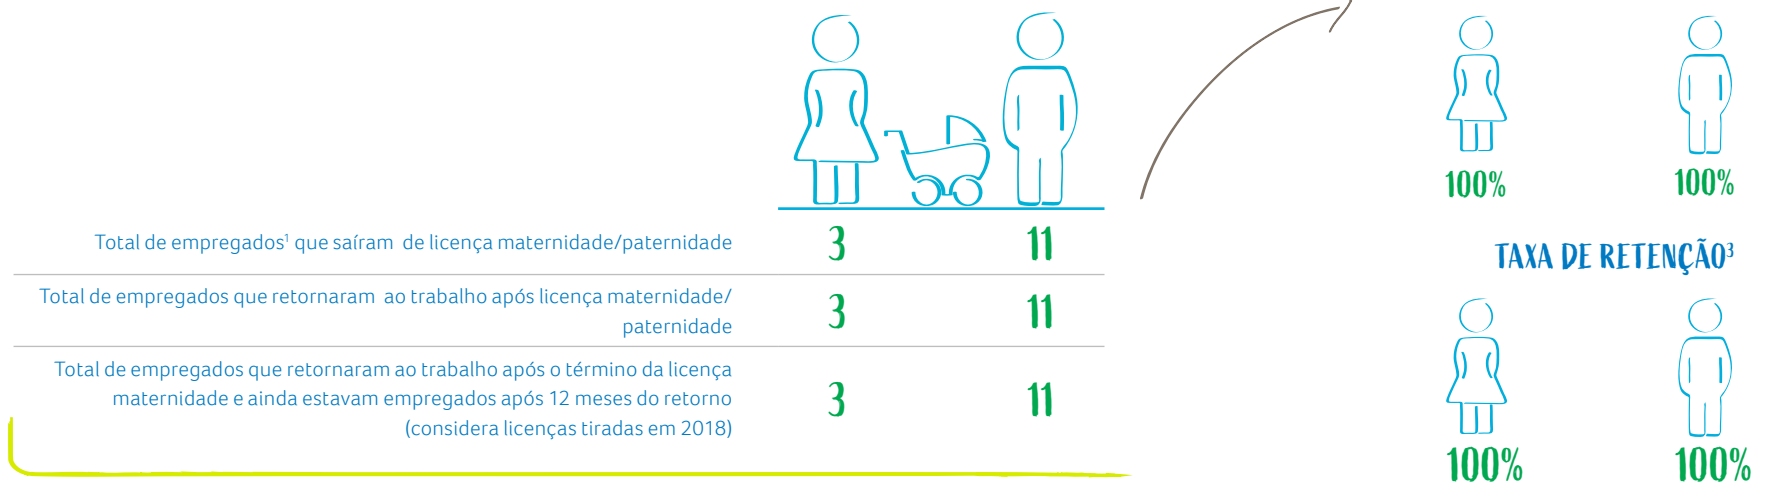 Total de empregados¹ que saíram de licença maternidade/paternidade
3 11
Total de empregados que retornaram ao trabalho após licença maternidade/
paternidade
3 11
Total de empregados que retornaram ao trabalho após o término da licença
maternidade e ainda estavam empregados após 12 meses do retorno
(considera licenças tiradas em 2018)
3 11
100% 100%
TAXA DE RETENÇÃO³
100% 100%